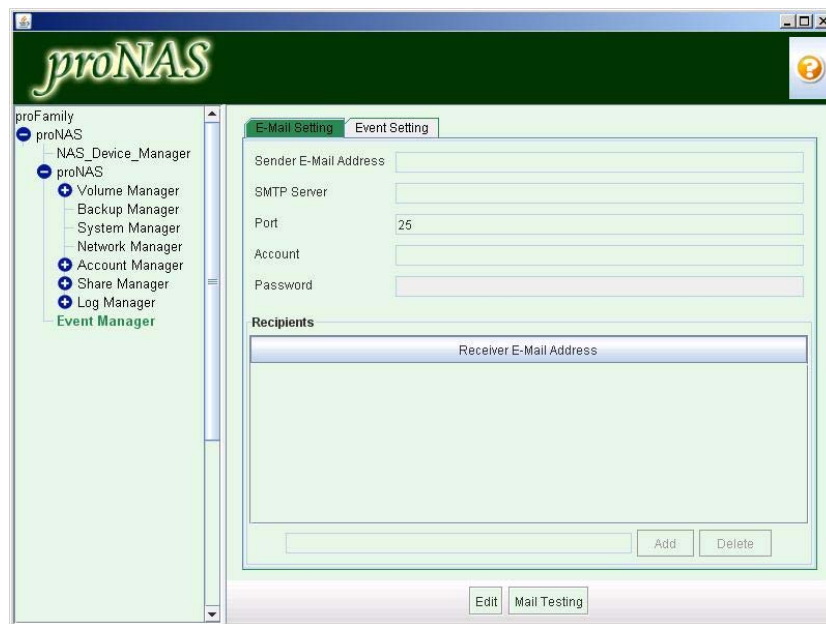 proNAS
?
proFamily
proNAS
NAS_Device_Manager
proNAS
Volume Manager
Backup Manager
System Manager
Network Manager
Account Manager
Share Manager
Log Manager
Event Manager
E-Mail Setting
Event Setting
Sender E-Mail Address
SMTP Server
Port
25
Account
Password
Recipients
Receiver E-Mail Address
Add
Delete
Edit
Mail Testing